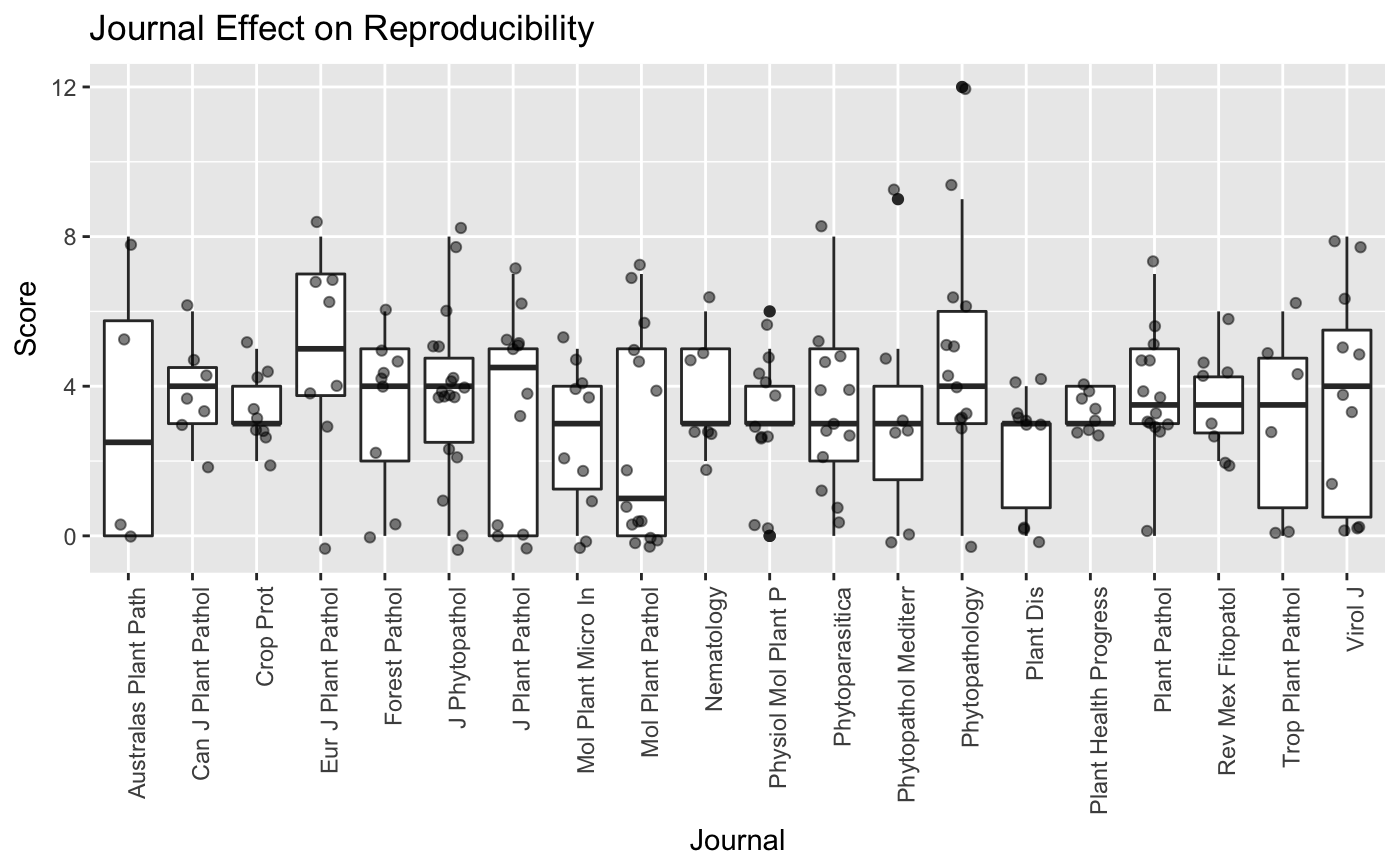 Journal Effect on Reproducibility
12
8
4
0
Score
Australas Plant Path
Can J Plant Pathol
Crop Prot
Eur J Plant Pathol
Forest Pathol
J Phytopathol
J Plant Pathol
Mol Plant Micro In
Mol Plant Pathol
Nematology
Physiol Mol Plant P
Phytoparasitica
Phytopathol Mediterr
Phytopathology
Plant Dis
Plant Health Progress
Plant Pathol
Rev Mex Fitopatol
Trop Plant Pathol
Virol J
Journal